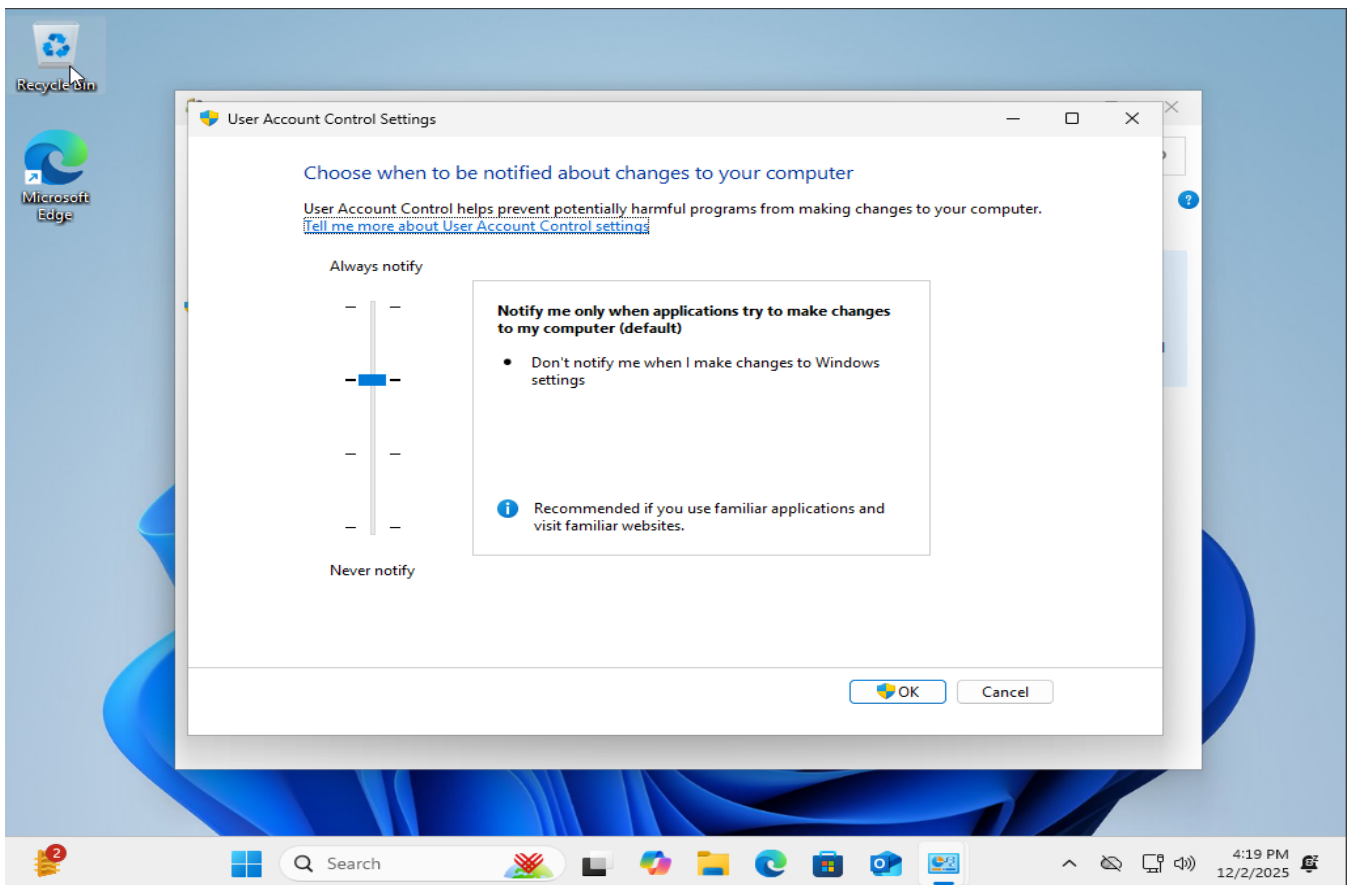 Recycle Bin
Microsoft
Edge
User Account Control Settings
Choose when to be notified about changes to your computer
User Account Control helps prevent potentially harmful programs from making changes to your computer.
Tell me more about User Account Control settings
Always notify
Notify me only when applications try to make changes
to my computer (default)
• Don't notify me when I make changes to Windows
settings
Recommended if you use familiar applications and
visit familiar websites.
Never notify
OK
Cancel
2
Search
4:19 PM
12/2/2025